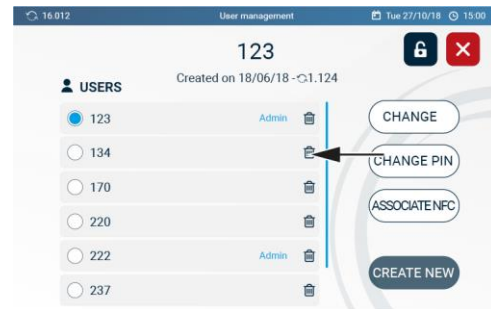 16.012 User management Tue 27/10/18 15:00
123
Created on 18/06/18 - 1.124
USERS
123 Admin
CHANGE
134
CHANGE PIN
170
ASSOCIATE NFC
220
222 Admin
CREATE NEW
237